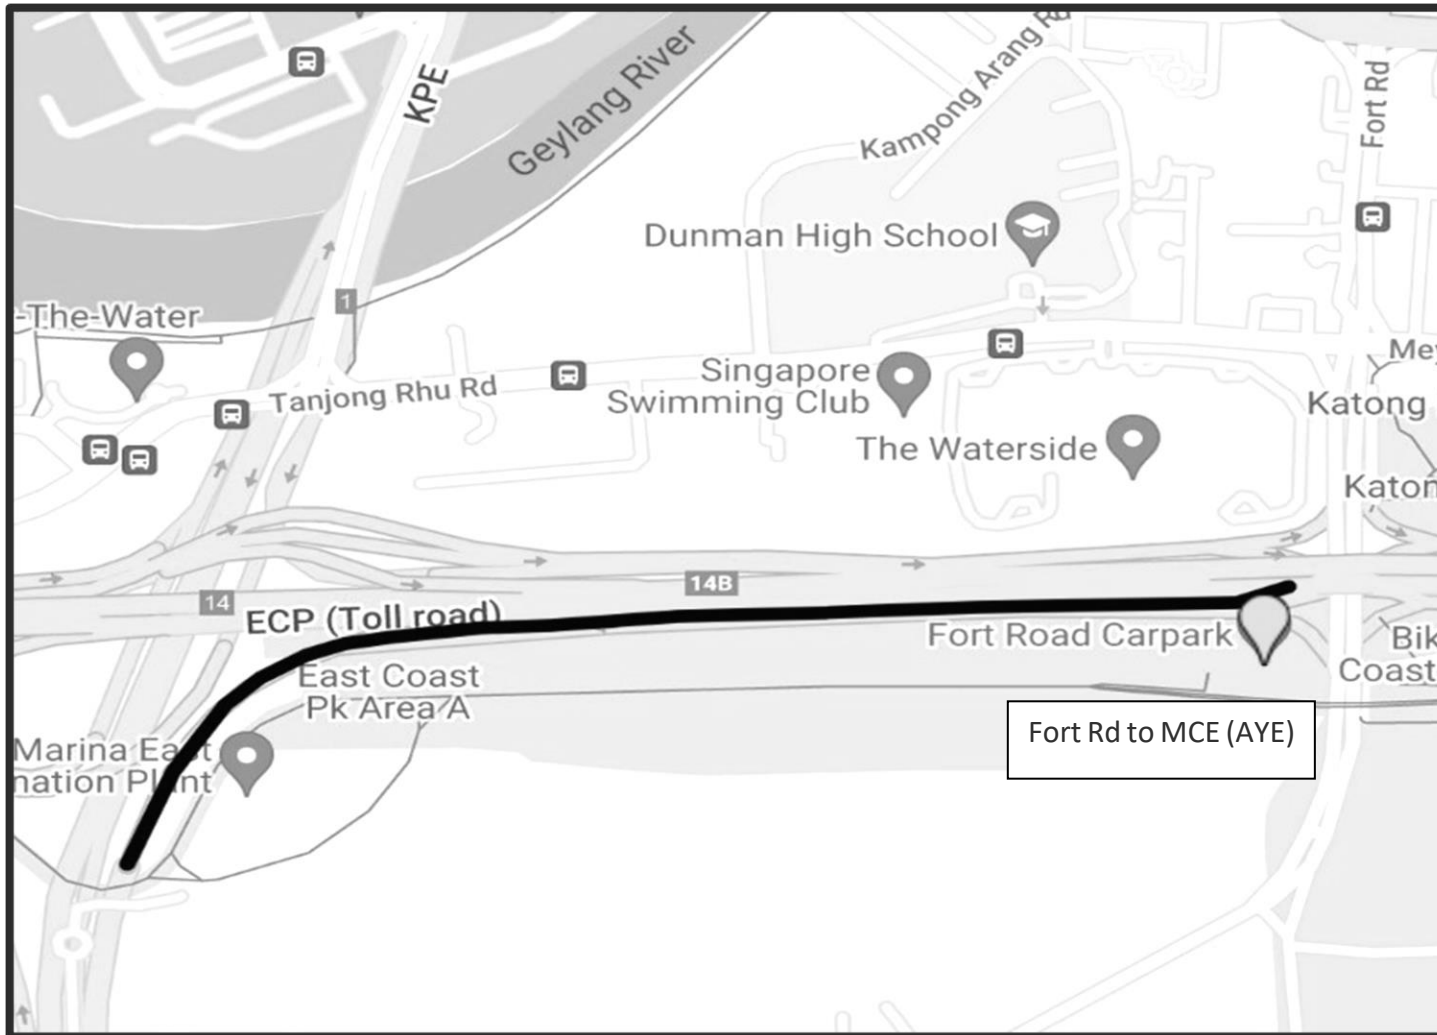 KPE
Geylang River
Kampong Arang Rd
Fort Rd
Dunman High School
1
-The-Water
Tanjong Rhu Rd
Singapore
Swimming Club
Mey
Katong
The Waterside
Katon
14B
14
ECP (Toll road)
Fort Road Carpark
Bik
Coast
East Coast
Pk Area A
Fort Rd to MCE (AYE)
Marina East
nation Plant